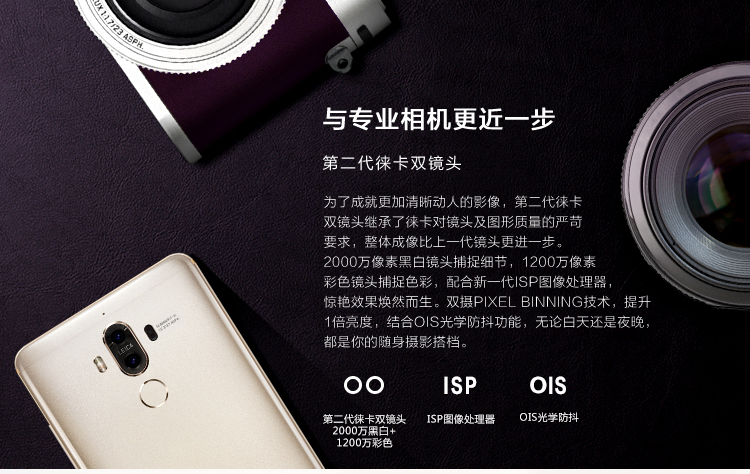 UX 1:1.7/23 ASPH.
与专业相机更近一步
第二代徕卡双镜头
为了成就更加清晰动人的影像，第二代徕卡
双镜头继承了徕卡对镜头及图形质量的严苛
要求，整体成像比上一代镜头更进一步。
2000万像素黑白镜头捕捉细节，1200万像素
彩色镜头捕捉色彩，配合新一代ISP图像处理器，
惊艳效果焕然而生。双摄PIXEL BINNING技术，提升
1倍亮度，结合OIS光学防抖功能，无论白天还是夜晚，
都是你的随身摄影搭档。
LEICA
ISP
OIS
第二代徕卡双镜头
2000万黑白+
1200万彩色
ISP图像处理器
OIS光学防抖